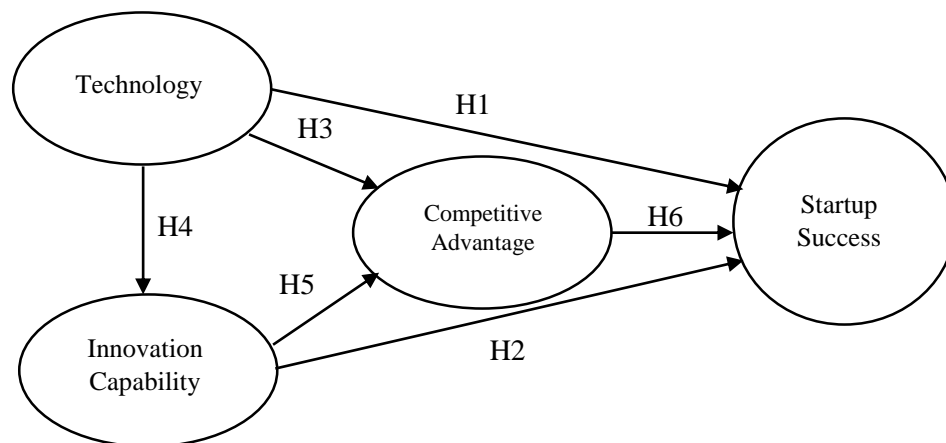 Technology
H1
H3
Competitive
Advantage
H6
Startup
Success
H4
H5
Innovation
Capability
H2